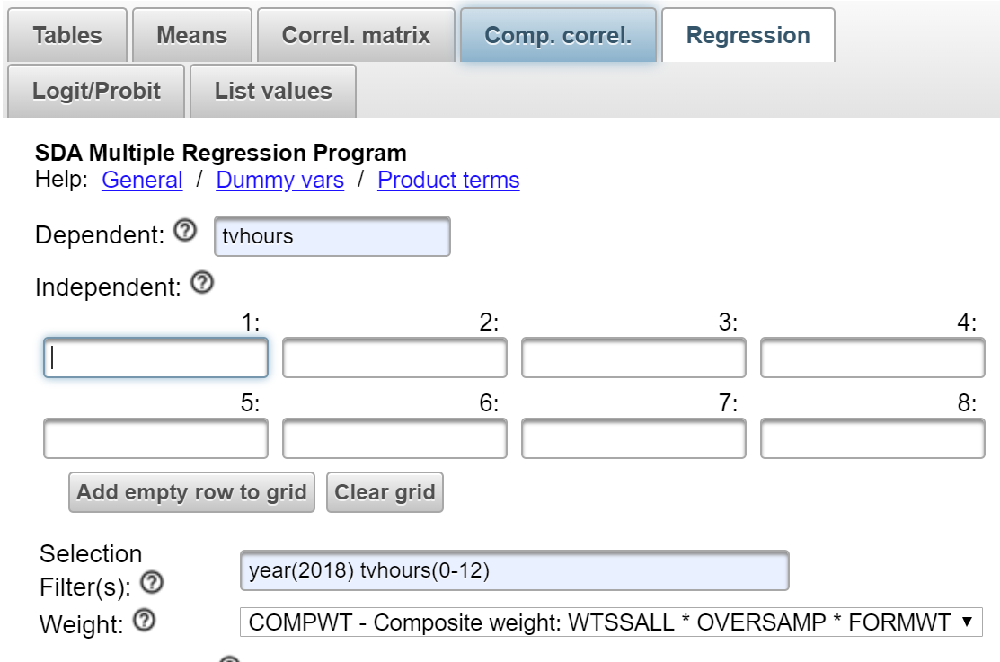 Tables Means Correl. matrix Comp. correl. Regression
Logit/Probit List values
SDA Multiple Regression Program
Help: General / Dummy vars / Product terms
Dependent: ? tvhours
Independent: ?
1: 2: 3: 4:
5: 6: 7: 8:
Add empty row to grid Clear grid
Selection
Filter(s): ? year(2018) tvhours(0-12)
Weight: ? COMPWT - Composite weight: WTSSALL * OVERSAMP * FORMWT ▼